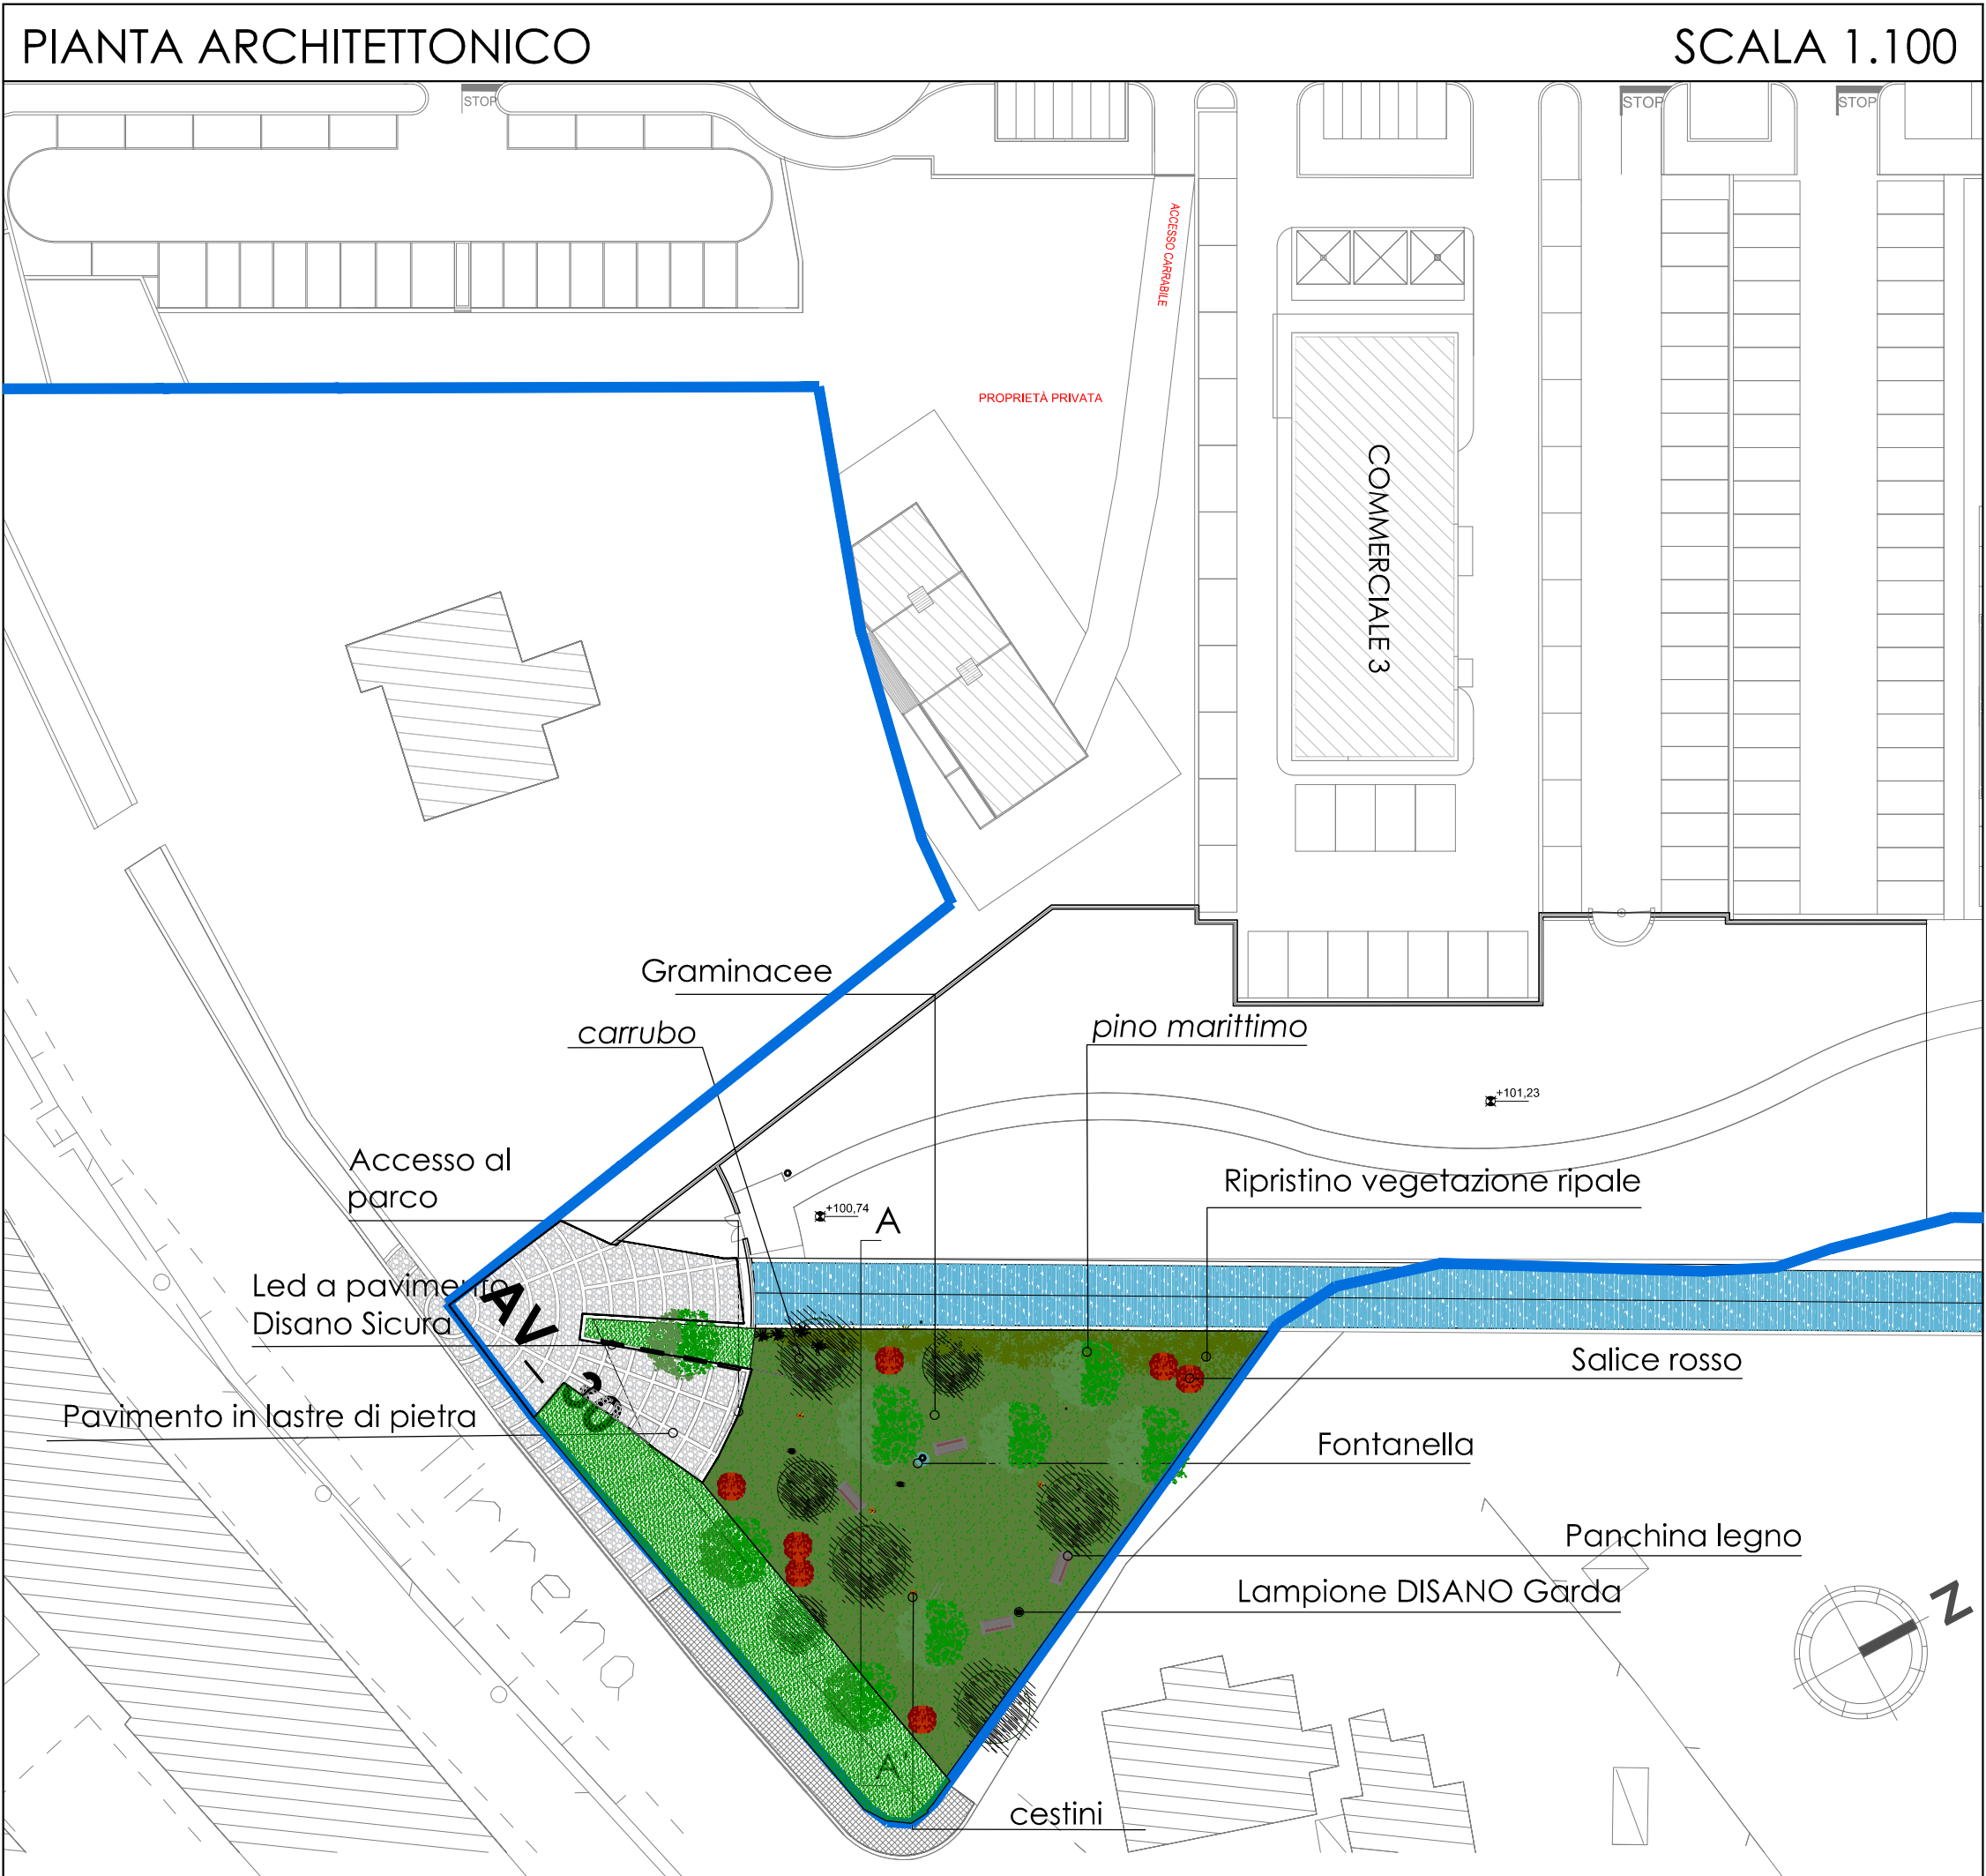 PIANTA ARCHITETTONICO
SCALA 1.100
STOP
STOP
STOP
ACCESSO CARRABILE
PROPRIETÀ PRIVATA
COMMERCIALE 3
Graminacee
carrubo
pino marittimo
+101,23
Accesso al
parco
Ripristino vegetazione ripale
+100,74
A
Led a pavimento
Disano Sicura
AV – 30
Salice rosso
Pavimento in lastre di pietra
Fontanella
Tirreno
Panchina legno
Lampione DISANO Garda
N
A'
cestini